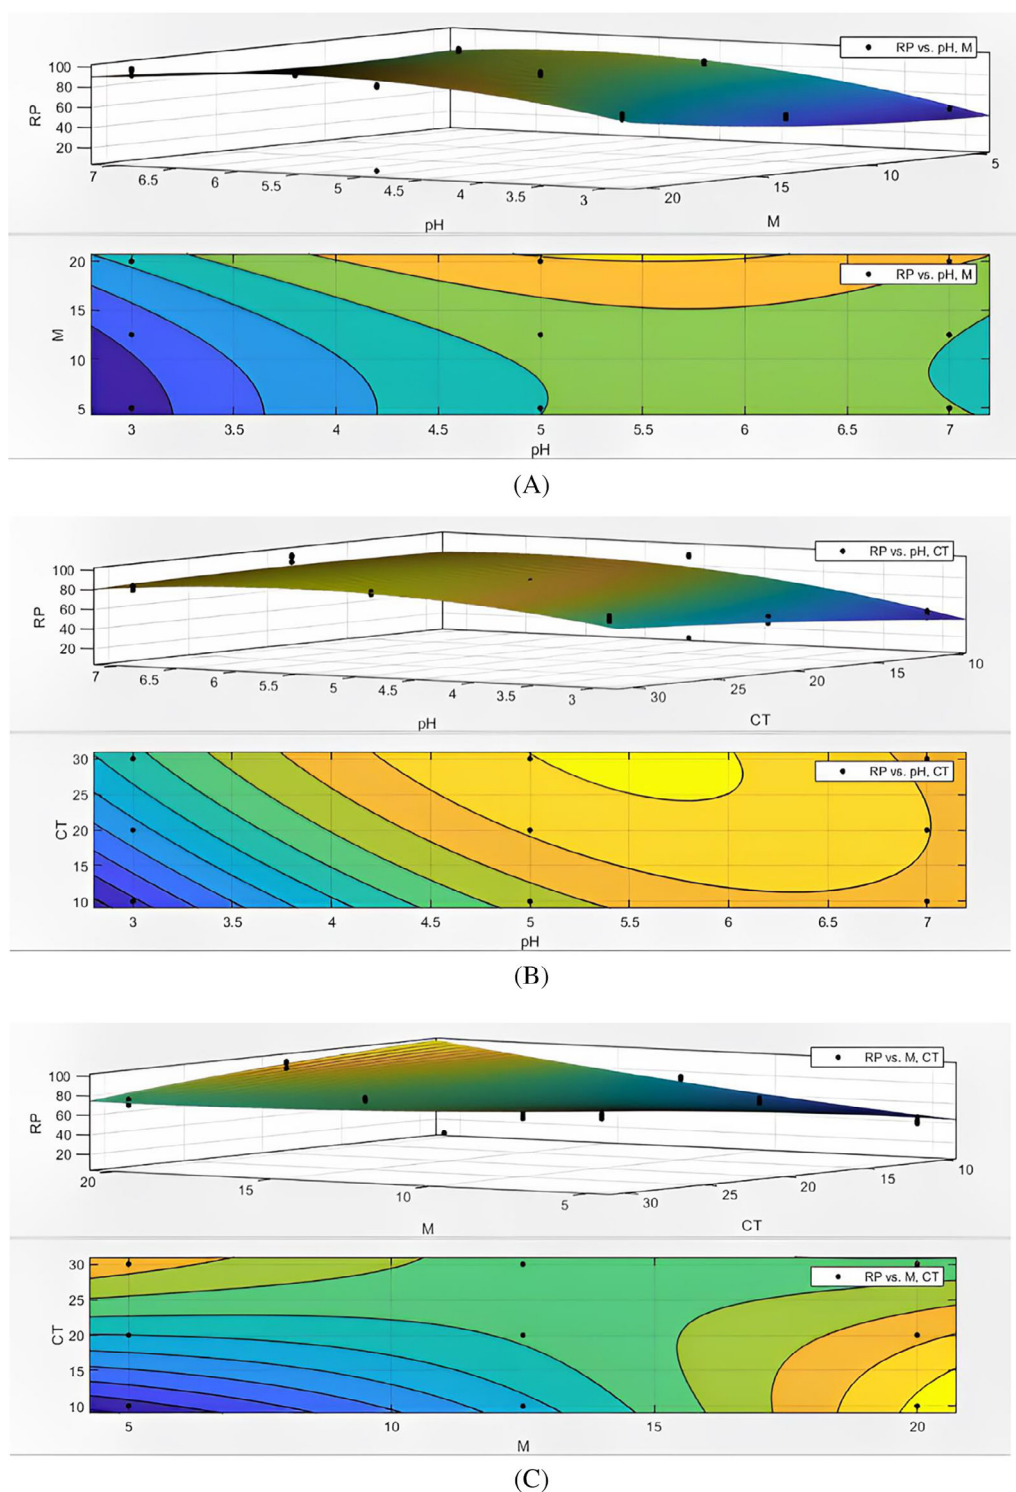 RP vs. pH, M
100
80
60
40
20
RP
7 6.5 6 5.5 5 4.5 4 3.5 3
20 15 10 5
pH
M
RP vs. pH, M
20
15
10
5
M
3 3.5 4 4.5 5 5.5 6 6.5 7
pH
(A)
RP vs. pH, CT
100
80
60
40
20
RP
7 6.5 6 5.5 5 4.5 4 3.5 3
30 25 20 15 10
pH
CT
RP vs. pH, CT
30
25
20
15
10
CT
3 3.5 4 4.5 5 5.5 6 6.5 7
pH
(B)
RP vs. M, CT
100
80
60
40
20
RP
20 15 10 5
30 25 20 15 10
M
CT
RP vs. M, CT
30
25
20
15
10
CT
5 10 15 20
M
(C)